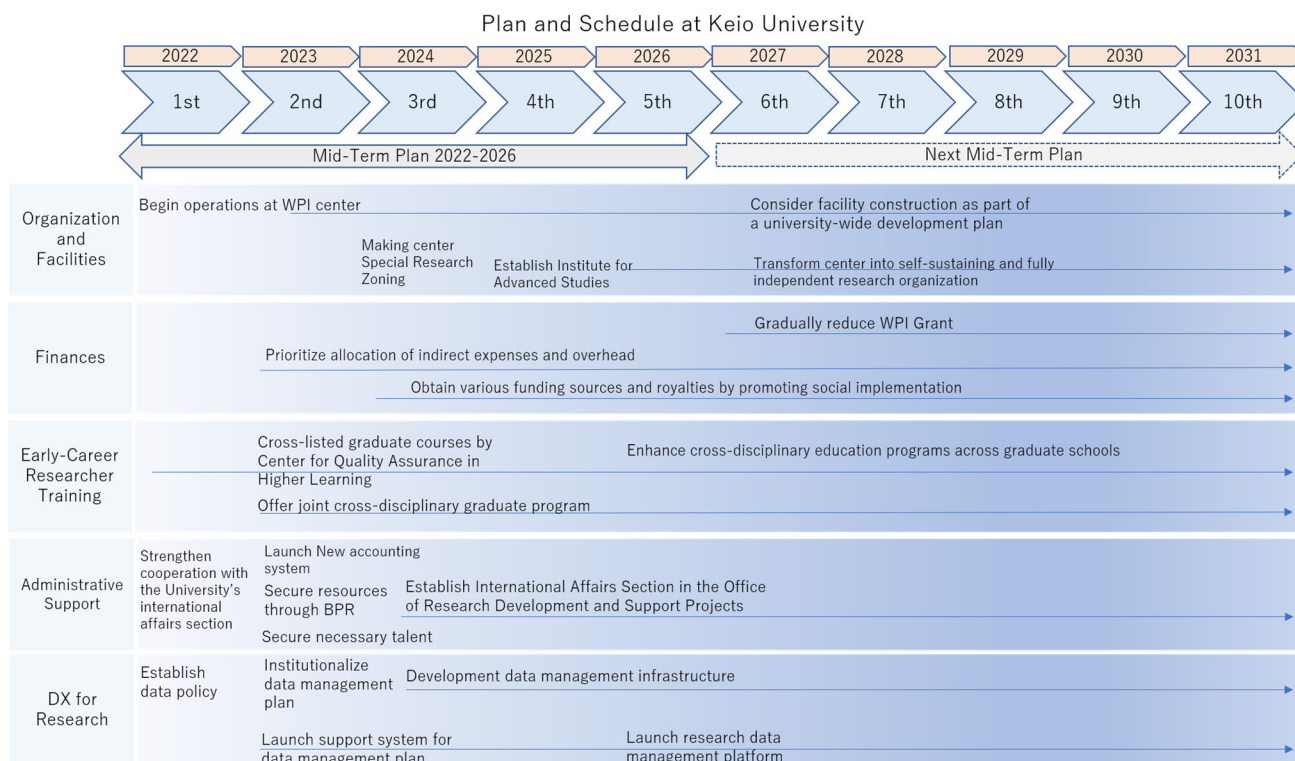 Plan and Schedule at Keio University
2022 2023 2024 2025 2026 2027 2028 2029 2030 2031
1st 2nd 3rd 4th 5th 6th 7th 8th 9th 10th
Mid-Term Plan 2022-2026
Next Mid-Term Plan
Organization
and
Facilities
Begin operations at WPI center
Consider facility construction as part of
a university-wide development plan
Making center
Special Research
Zoning
Establish Institute for
Advanced Studies
Transform center into self-sustaining and fully
independent research organization
Finances
Gradually reduce WPI Grant
Prioritize allocation of indirect expenses and overhead
Obtain various funding sources and royalties by promoting social implementation
Early-Career
Researcher
Training
Cross-listed graduate courses by
Center for Quality Assurance in
Higher Learning
Enhance cross-disciplinary education programs across graduate schools
Offer joint cross-disciplinary graduate program
Administrative
Support
Strengthen
cooperation with
the University's
international
affairs section
Launch New accounting
system
Secure resources
through BPR
Secure necessary talent
Establish International Affairs Section in the Office
of Research Development and Support Projects
DX for
Research
Establish
data policy
Institutionalize
data management
plan
Development data management infrastructure
Launch support system for
data management plan
Launch research data
management platform